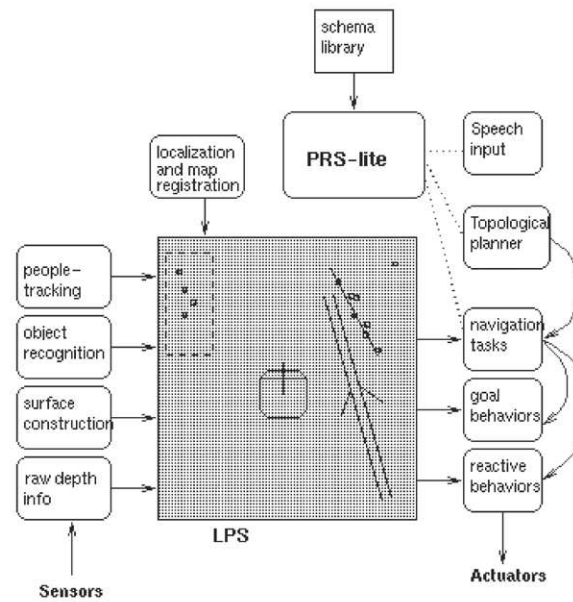 schema
library
PRS-lite
Speech
input
localization
and map
registration
Topological
planner
people-
tracking
navigation
tasks
object
recognition
goal
behaviors
surface
construction
reactive
behaviors
raw depth
info
LPS
Sensors
Actuators